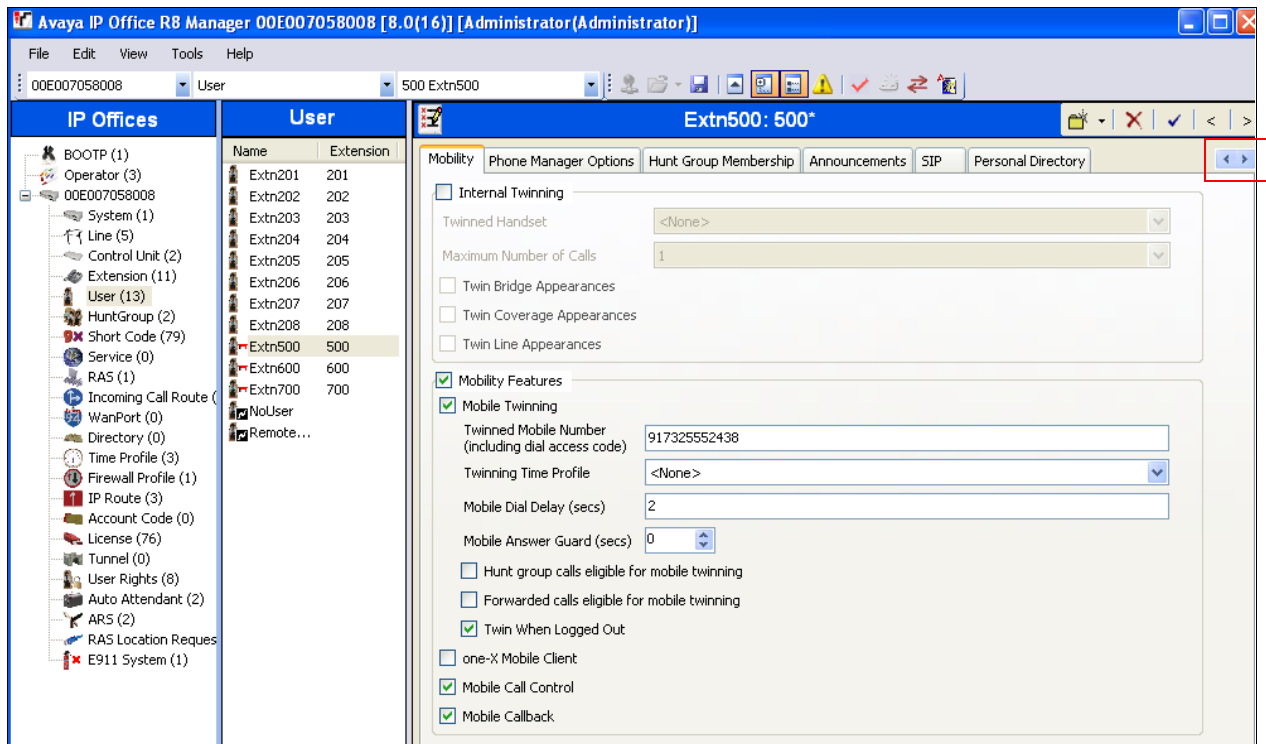 Avaya IP Office R8 Manager 00E007058008 [8.0(16)] [Administrator(Administrator)]
File Edit View Tools Help
00E007058008 User 500 Extn500
IP Offices
BOOTP (1)
Operator (3)
00E007058008
System (1)
Line (5)
Control Unit (2)
Extension (11)
User (13)
HuntGroup (2)
Short Code (79)
Service (0)
RAS (1)
Incoming Call Route (
WanPort (0)
Directory (0)
Time Profile (3)
Firewall Profile (1)
IP Route (3)
Account Code (0)
License (76)
Tunnel (0)
User Rights (8)
Auto Attendant (2)
ARS (2)
RAS Location Reques
E911 System (1)
User
Name Extension
Extn201 201
Extn202 202
Extn203 203
Extn204 204
Extn205 205
Extn206 206
Extn207 207
Extn208 208
Extn500 500
Extn600 600
Extn700 700
NoUser
Remote...
Extn500: 500*
Mobility Phone Manager Options Hunt Group Membership Announcements SIP Personal Directory
Internal Twinning
Twinned Handset <None>
Maximum Number of Calls 1
Twin Bridge Appearances
Twin Coverage Appearances
Twin Line Appearances
Mobility Features
Mobile Twinning
Twinned Mobile Number
(including dial access code) 917325552438
Twinning Time Profile <None>
Mobile Dial Delay (secs) 2
Mobile Answer Guard (secs) 0
Hunt group calls eligible for mobile twinning
Forwarded calls eligible for mobile twinning
Twin When Logged Out
one-X Mobile Client
Mobile Call Control
Mobile Callback